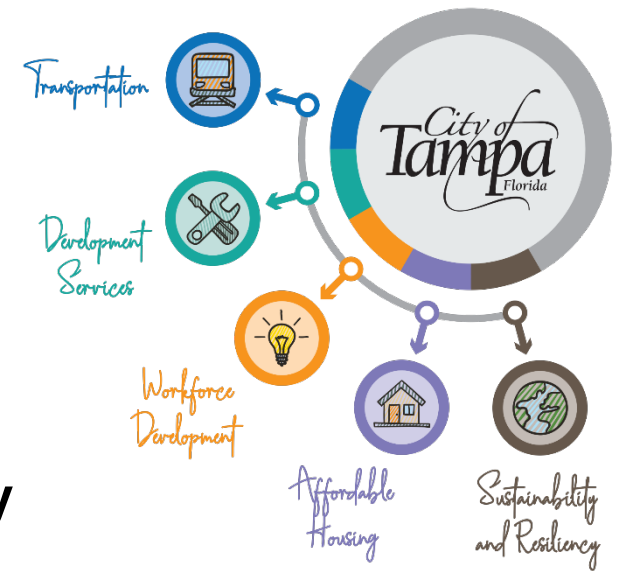 Transportation
City of
Tampa
Florida
Development
Services
Workforce
Development
Affordable
Housing
Sustainability
and Resiliency
y